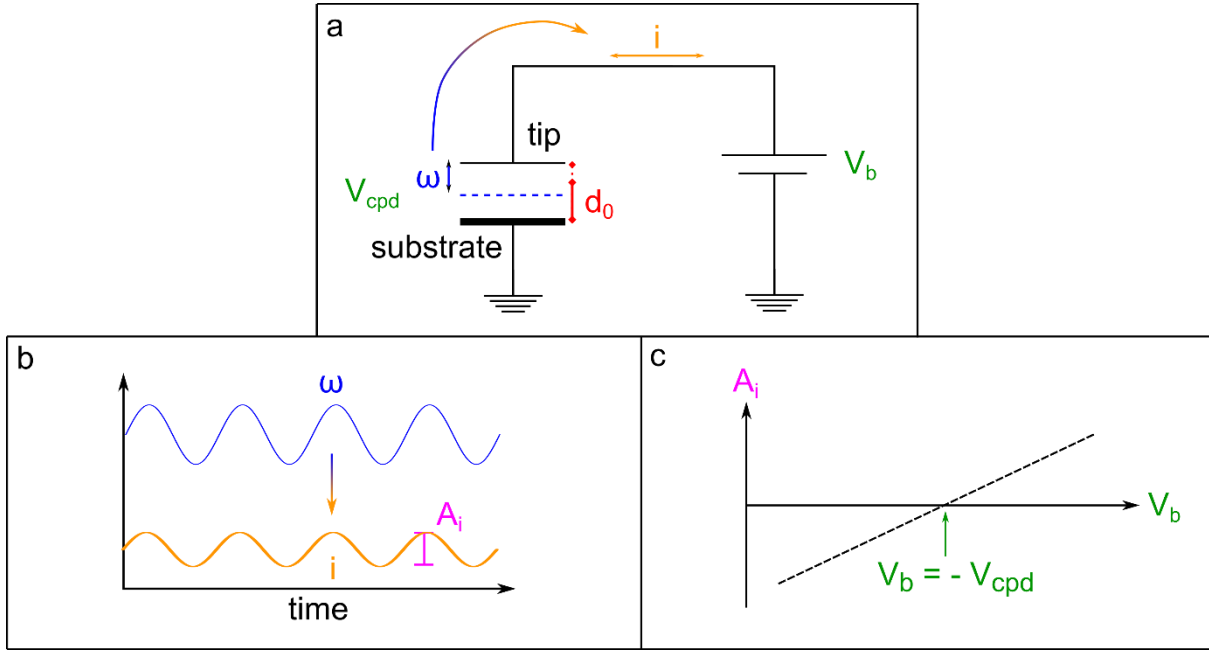 a
i
tip
ω
V_cpd
d_0
V_b
substrate
b
ω
A_i
i
time
c
A_i
V_b
V_b = - V_cpd